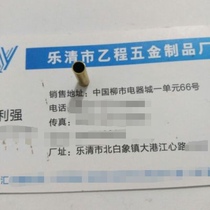 乐清市乙程五金制品厂
销售地址：中国柳市电器城一单元66号
电话：
利强
传真：
厂址：乐清市北白象镇大港江心路
汇